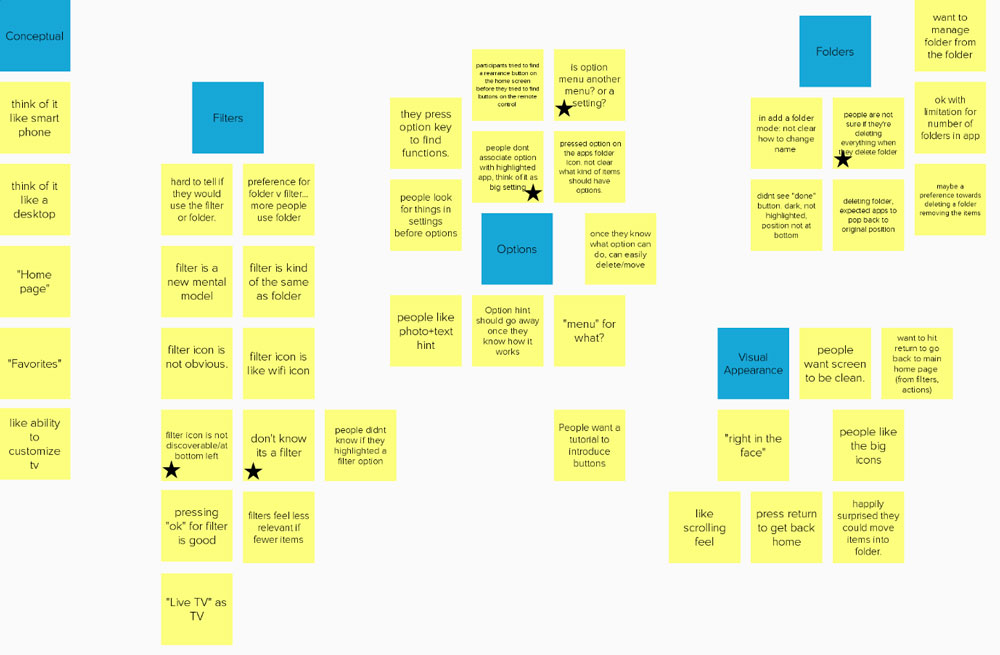 Conceptual
think of it
like smart
phone
think of it
like a
desktop
"Home
page"
"Favorites"
like ability
to
customize
tv
Filters
hard to tell if
they would
use the filter
or folder.
preference for
folder v filter...
more people
use folder
filter is a
new mental
model
filter is kind
of the same
as folder
filter icon is
not obvious.
filter icon is
like wifi icon
filter icon is not
discoverable/at
bottom left
don't know
its a filter
people didnt
know if they
highlighted a
filter option
pressing
"ok" for filter
is good
filters feel less
relevant if
fewer items
"Live TV" as
TV
participants tried to find
a rearrance button on
the home screen
before they tried to find
buttons on the remote
control
is option
menu another
menu? or a
setting?
they press
option key
to find
functions.
people dont
associate option
with highlighted
app, think of it as
big setting
pressed option on
the apps folder
icon. not clear
what kind of items
should have
options.
people look
for things in
settings
before options
Options
once they know
what option can
do, can easily
delete/move
people like
photo+text
hint
Option hint
should go away
once they
know how it
works
"menu" for
what?
People want a
tutorial to
introduce
buttons
Folders
want to
manage
folder from
the folder
in add a folder
mode: not clear
how to change
name
people are not
sure if they're
deleting
everything when
they delete folder
ok with
limitation for
number of
folders in app
didnt see "done"
button: dark, not
highlighted,
position not at
bottom
deleting folder,
expected apps to
pop back to
original position
maybe a
preference towards
deleting a folder
removing the items
Visual
Appearance
people
want screen
to be clean.
want to hit
return to go
back to main
home page
(from filters,
actions)
"right in the
face"
people like
the big
icons
like
scrolling
feel
press return
to get back
home
happily
surprised they
could move
items into
folder.